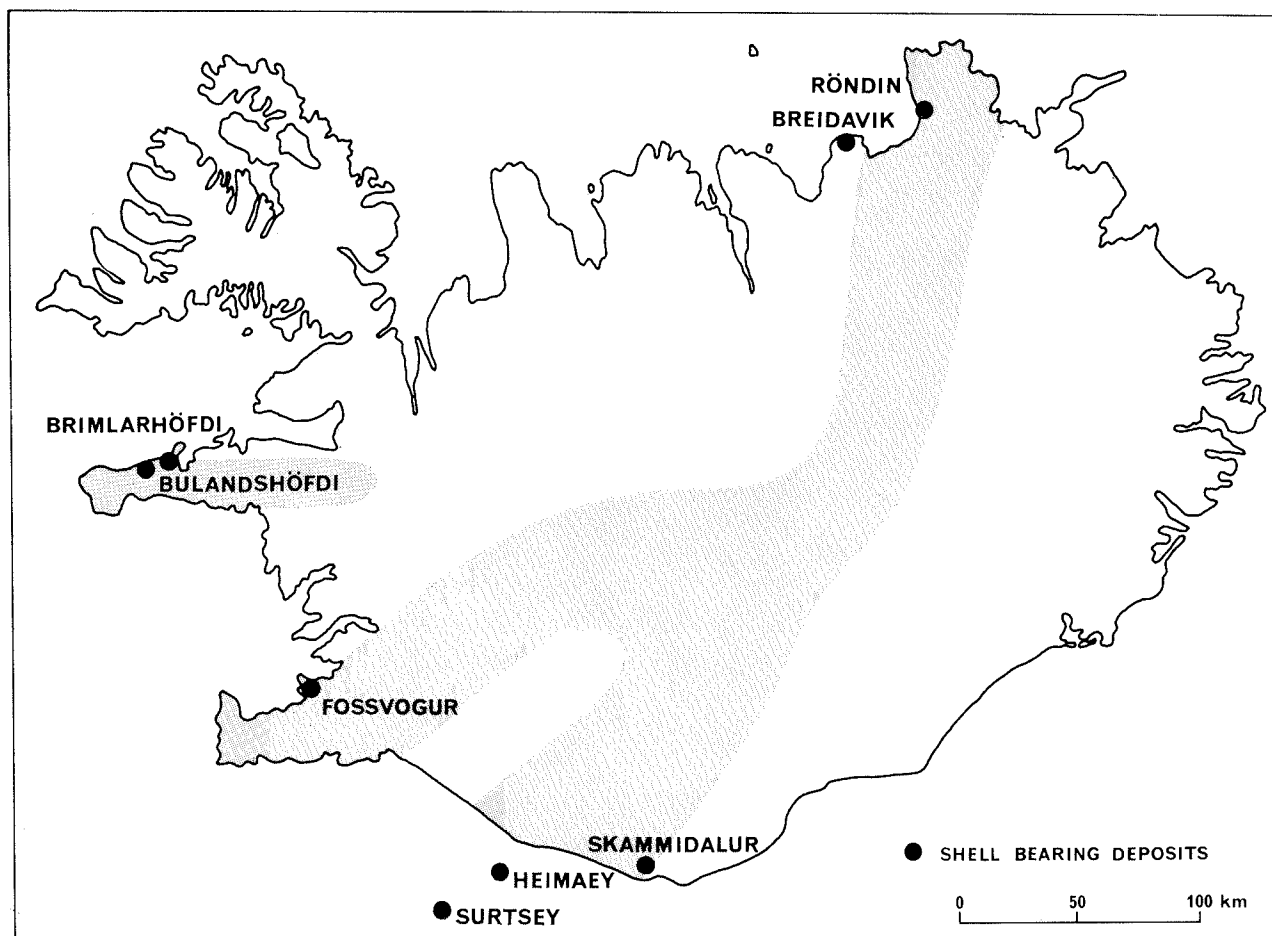 RÖNDIN
BREIDAVIK
BRIMLARHÖFDI
BULANDSHÖFDI
FOSSVOGUR
SKAMMIDALUR
HEIMAEY
SURTSEY
SHELL BEARING DEPOSITS
0 50 100 km